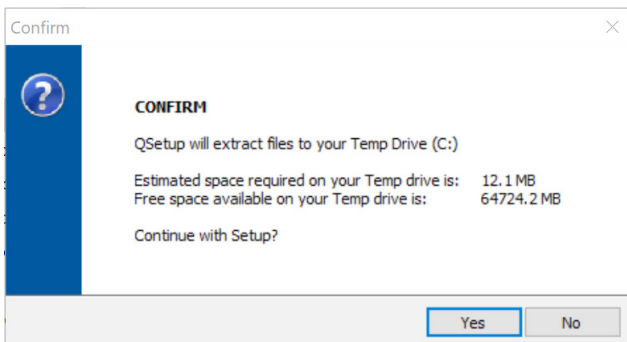 Confirm
CONFIRM
QSetup will extract files to your Temp Drive (C:)
Estimated space required on your Temp drive is: 12.1 MB
Free space available on your Temp drive is: 64724.2 MB
Continue with Setup?
Yes No